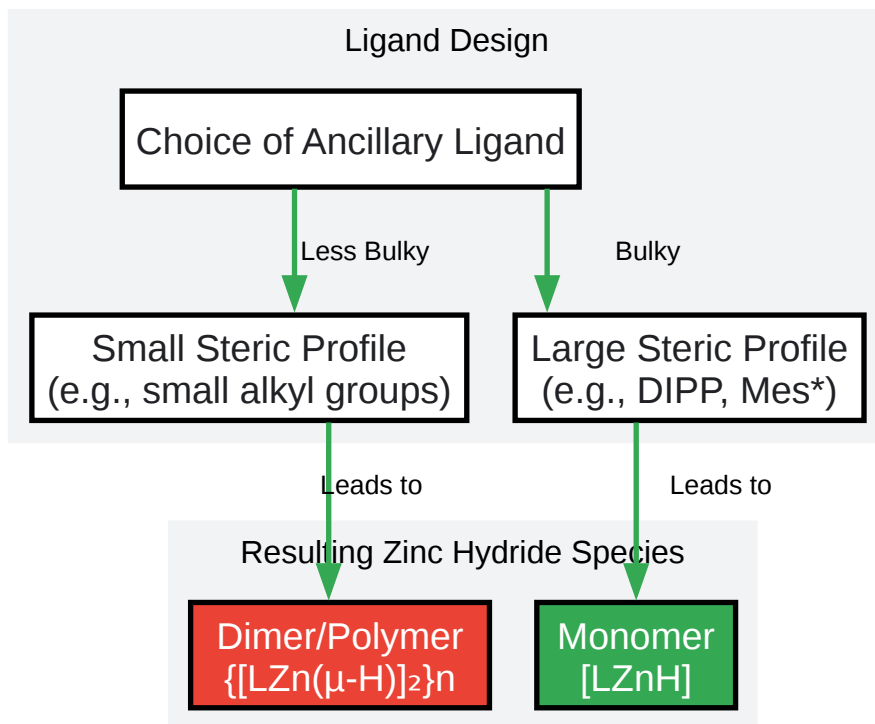 Ligand Design
Choice of Ancillary Ligand
Less Bulky
Bulky
Small Steric Profile
(e.g., small alkyl groups)
Large Steric Profile
(e.g., DIPP, Mes*)
Leads to
Leads to
Resulting Zinc Hydride Species
Dimer/Polymer
{[LZn(μ-H)]₂}n
Monomer
[LZnH]